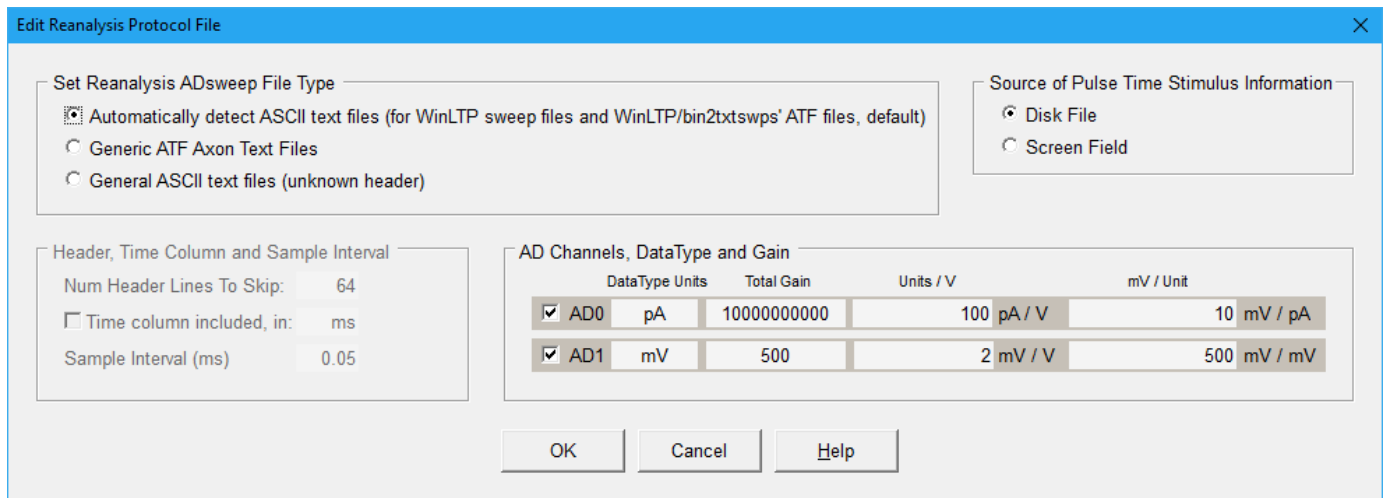 Edit Reanalysis Protocol File
Set Reanalysis ADsweep File Type
Automatically detect ASCII text files (for WinLTP sweep files and WinLTP/bin2txtswps' ATF files, default)
Generic ATF Axon Text Files
General ASCII text files (unknown header)
Source of Pulse Time Stimulus Information
Disk File
Screen Field
Header, Time Column and Sample Interval
Num Header Lines To Skip: 64
Time column included, in: ms
Sample Interval (ms) 0.05
AD Channels, DataType and Gain
DataType Units Total Gain Units / V mV / Unit
AD0 pA 10000000000 100 pA / V 10 mV / pA
AD1 mV 500 2 mV / V 500 mV / mV
OK Cancel Help